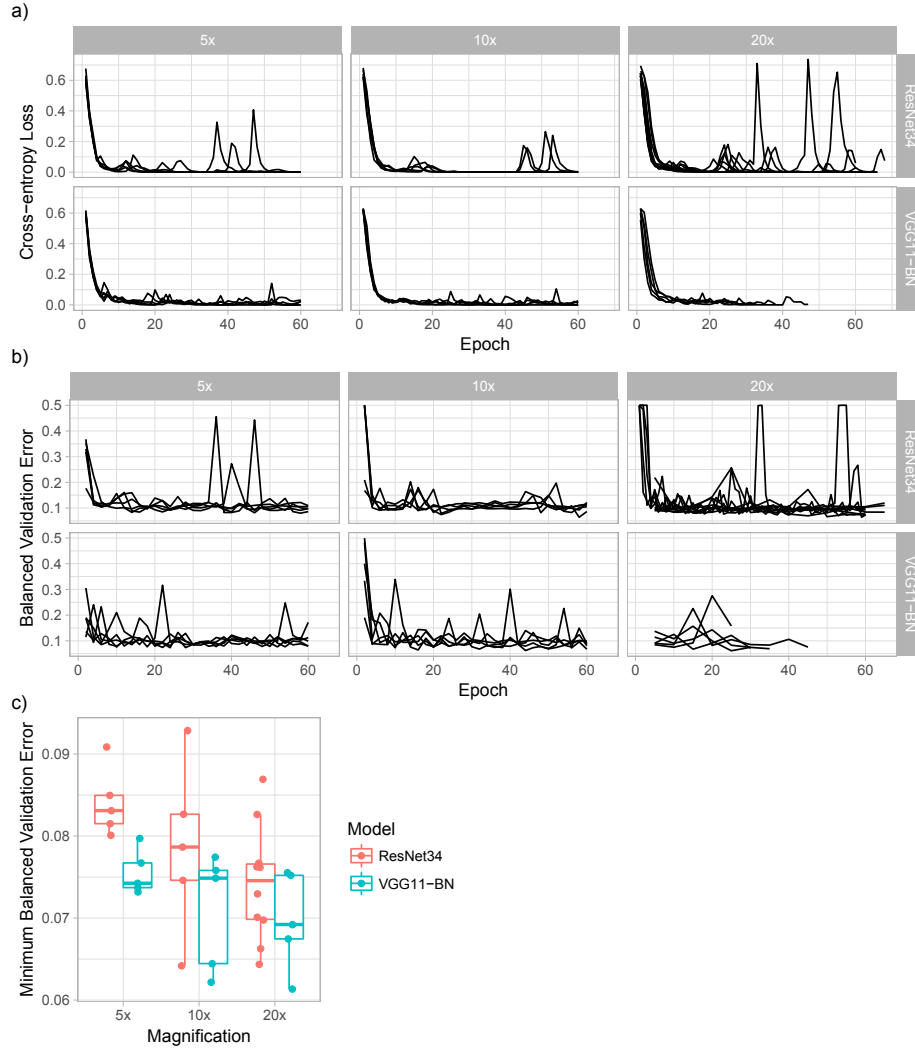 a)
5x
10x
20x
Cross−entropy Loss
0.6
0.4
0.2
0.0
ResNet34
0.6
0.4
0.2
0.0
VGG11−BN
0 20 40 60 0 20 40 60 0 20 40 60
Epoch
b)
5x
10x
20x
Balanced Validation Error
0.5
0.4
0.3
0.2
0.1
ResNet34
0.5
0.4
0.3
0.2
0.1
VGG11−BN
0 20 40 60 0 20 40 60 0 20 40 60
Epoch
c)
Minimum Balanced Validation Error
0.09
0.08
0.07
0.06
5x 10x 20x
Magnification
Model
ResNet34
VGG11−BN